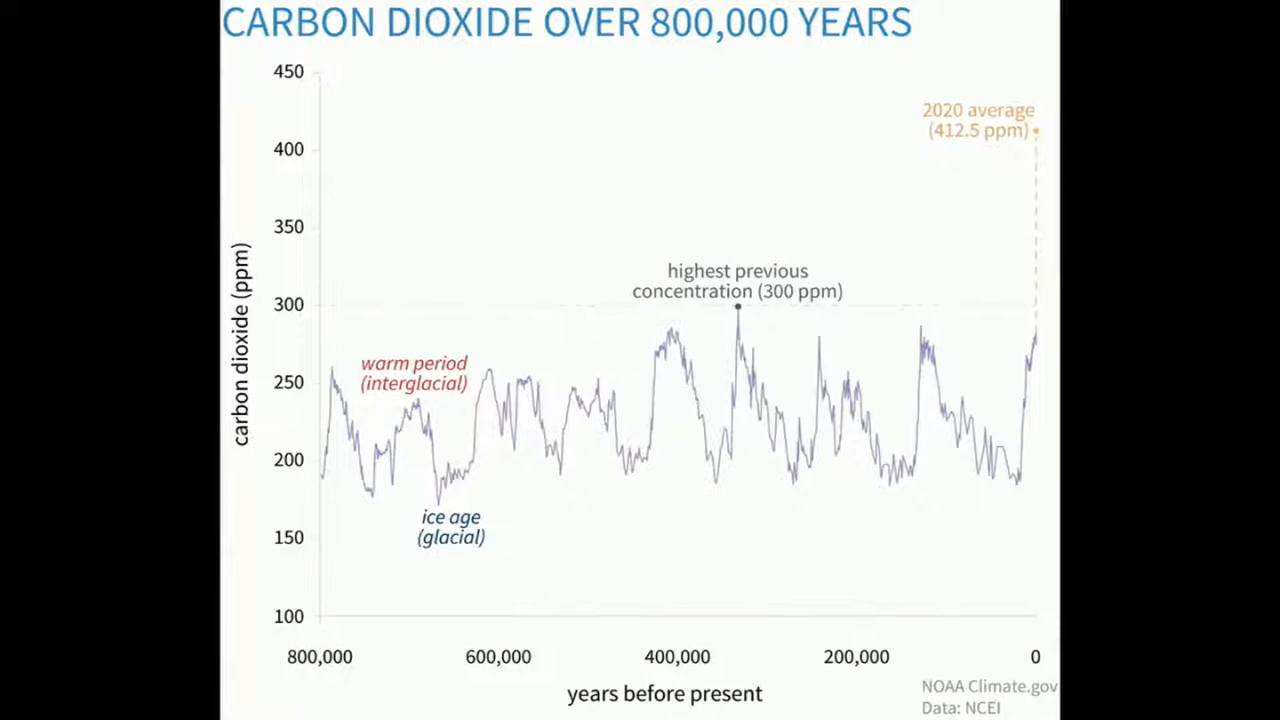 CARBON DIOXIDE OVER 800,000 YEARS
450
2020 average
(412.5 ppm)
400
350
highest previous
concentration (300 ppm)
300
warm period
(interglacial)
250
200
ice age
(glacial)
150
100
carbon dioxide (ppm)
800,000
600,000
400,000
200,000
0
years before present
NOAA Climate.gov
Data: NCEI